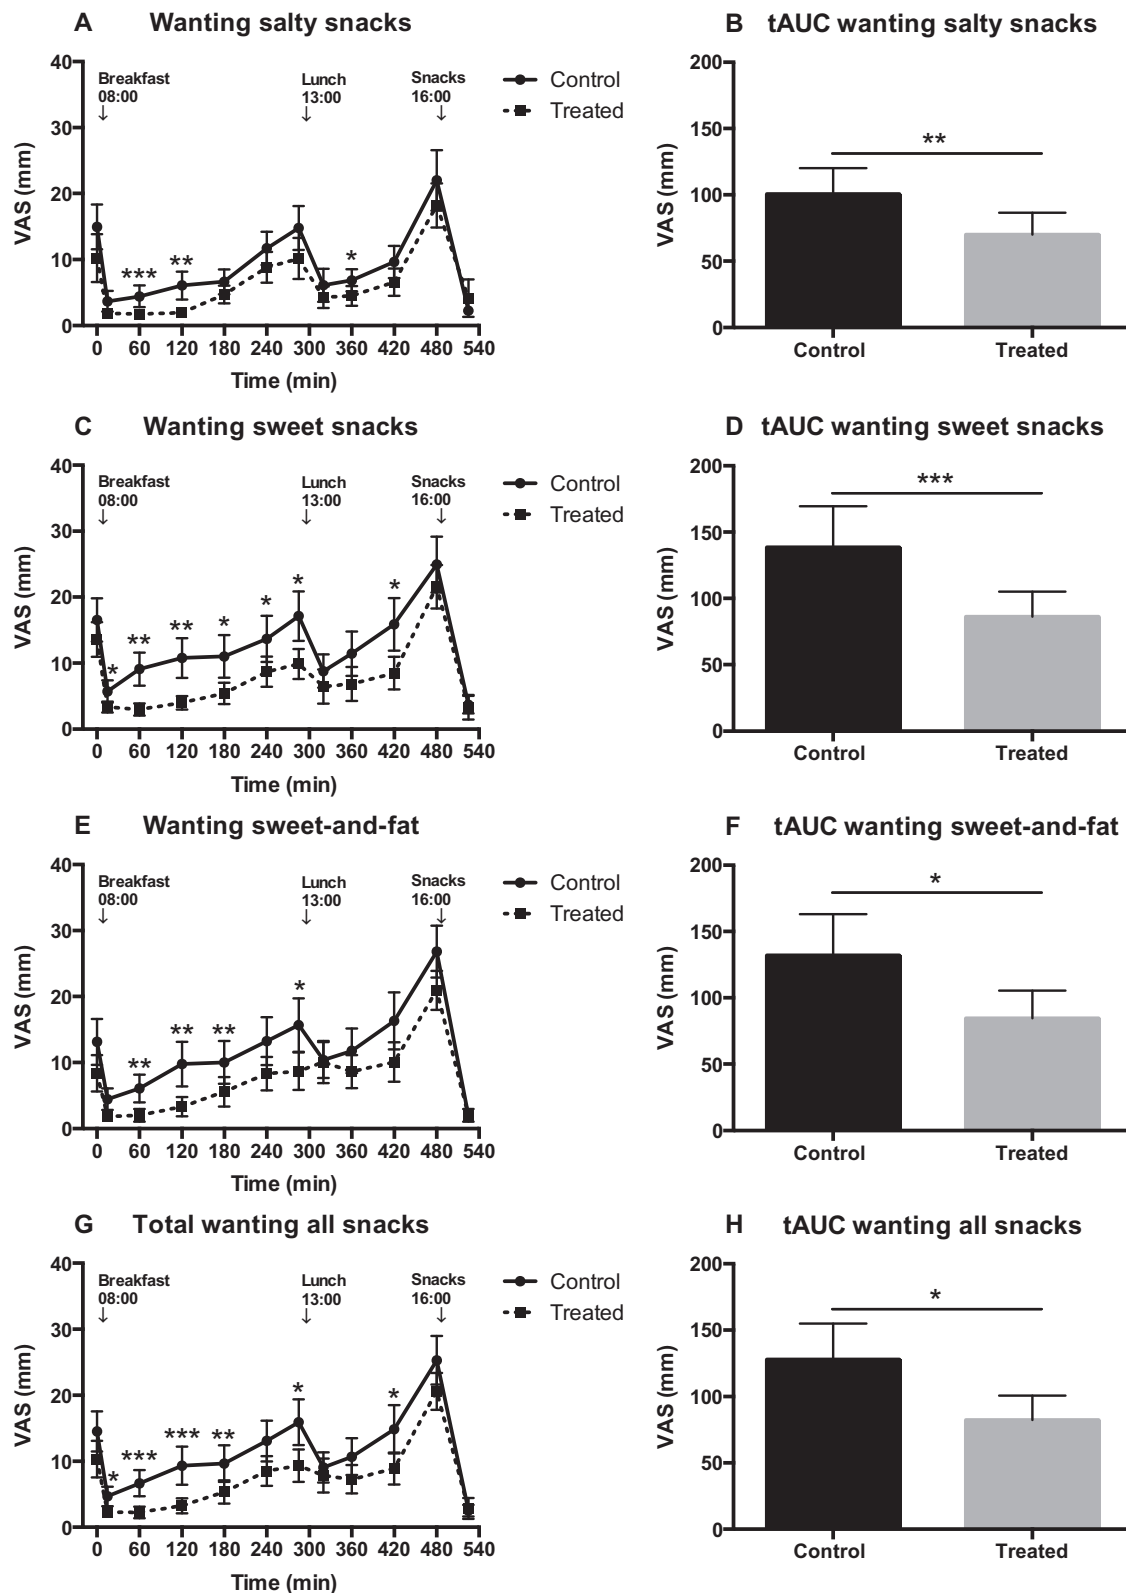 A Wanting salty snacks
40
30
20
10
0
VAS (mm)
Breakfast
08:00
↓
Lunch
13:00
↓
Snacks
16:00
↓
Control
Treated
***
**
*
0 60 120 180 240 300 360 420 480 540
Time (min)
B tAUC wanting salty snacks
200
150
100
50
0
VAS (mm)
**
Control Treated
C Wanting sweet snacks
40
30
20
10
0
VAS (mm)
Breakfast
08:00
↓
Lunch
13:00
↓
Snacks
16:00
↓
Control
Treated
*
**
**
*
*
*
*
0 60 120 180 240 300 360 420 480 540
Time (min)
D tAUC wanting sweet snacks
200
150
100
50
0
VAS (mm)
***
Control Treated
E Wanting sweet-and-fat
40
30
20
10
0
VAS (mm)
Breakfast
08:00
↓
Lunch
13:00
↓
Snacks
16:00
↓
Control
Treated
**
**
**
*
0 60 120 180 240 300 360 420 480 540
Time (min)
F tAUC wanting sweet-and-fat
200
150
100
50
0
VAS (mm)
*
Control Treated
G Total wanting all snacks
40
30
20
10
0
VAS (mm)
Breakfast
08:00
↓
Lunch
13:00
↓
Snacks
16:00
↓
Control
Treated
*
***
***
**
*
*
0 60 120 180 240 300 360 420 480 540
Time (min)
H tAUC wanting all snacks
200
150
100
50
0
VAS (mm)
*
Control Treated